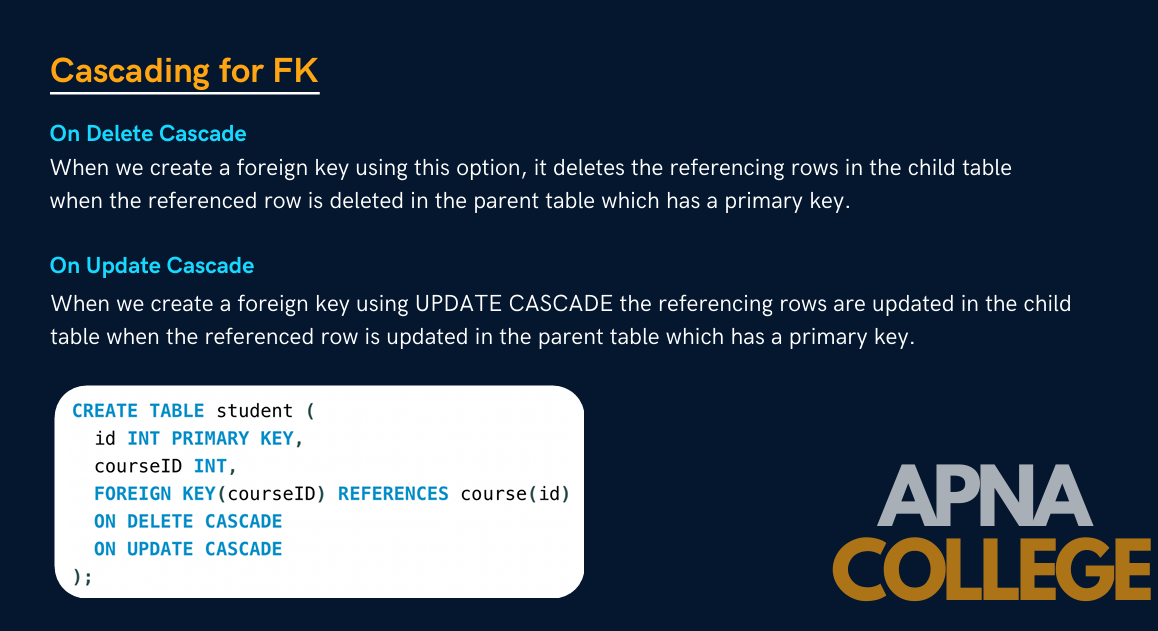 Cascading for FK
On Delete Cascade
When we create a foreign key using this option, it deletes the referencing rows in the child table
when the referenced row is deleted in the parent table which has a primary key.
On Update Cascade
When we create a foreign key using UPDATE CASCADE the referencing rows are updated in the child
table when the referenced row is updated in the parent table which has a primary key.
CREATE TABLE student (
  id INT PRIMARY KEY,
  courseID INT,
  FOREIGN KEY(courseID) REFERENCES course(id)
  ON DELETE CASCADE
  ON UPDATE CASCADE
);
APNA
COLLEGE